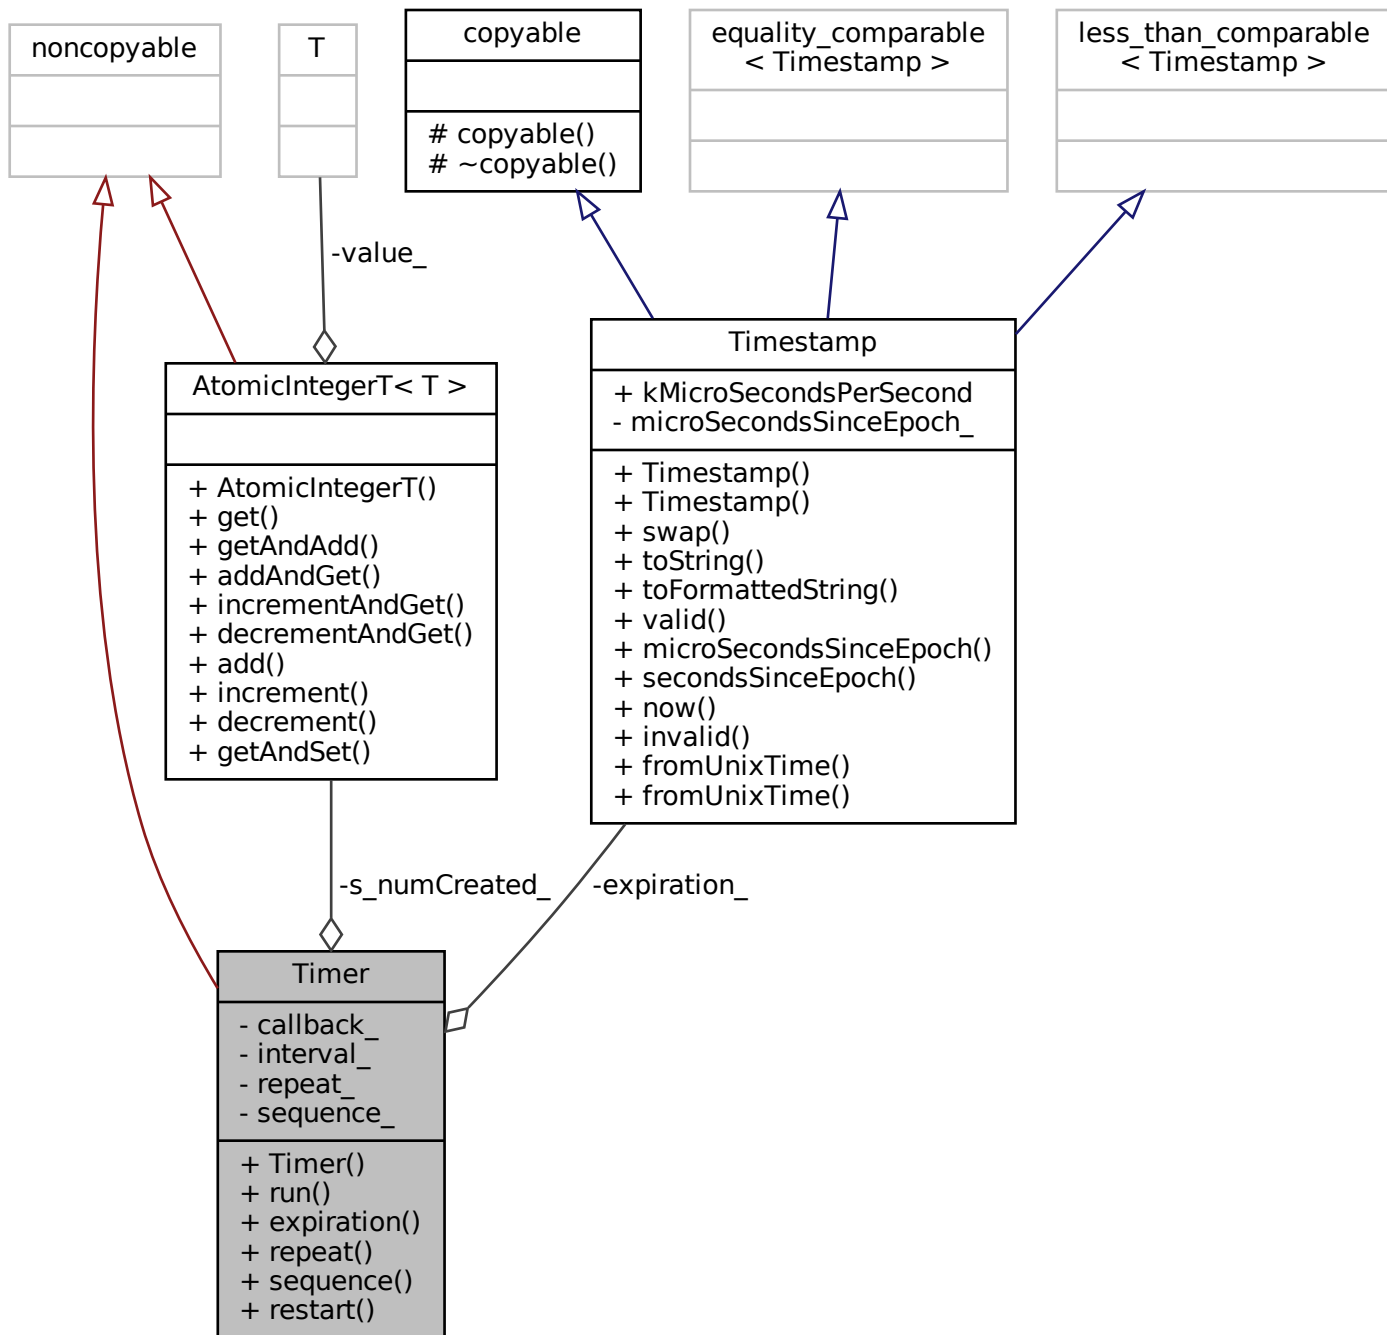 noncopyable
T
copyable
# copyable()
# ~copyable()
equality_comparable
< Timestamp >
less_than_comparable
< Timestamp >
-value_
AtomicIntegerT< T >
+ AtomicIntegerT()
+ get()
+ getAndAdd()
+ addAndGet()
+ incrementAndGet()
+ decrementAndGet()
+ add()
+ increment()
+ decrement()
+ getAndSet()
Timestamp
+ kMicroSecondsPerSecond
- microSecondsSinceEpoch_
+ Timestamp()
+ Timestamp()
+ swap()
+ toString()
+ toFormattedString()
+ valid()
+ microSecondsSinceEpoch()
+ secondsSinceEpoch()
+ now()
+ invalid()
+ fromUnixTime()
+ fromUnixTime()
-s_numCreated_
-expiration_
Timer
- callback_
- interval_
- repeat_
- sequence_
+ Timer()
+ run()
+ expiration()
+ repeat()
+ sequence()
+ restart()